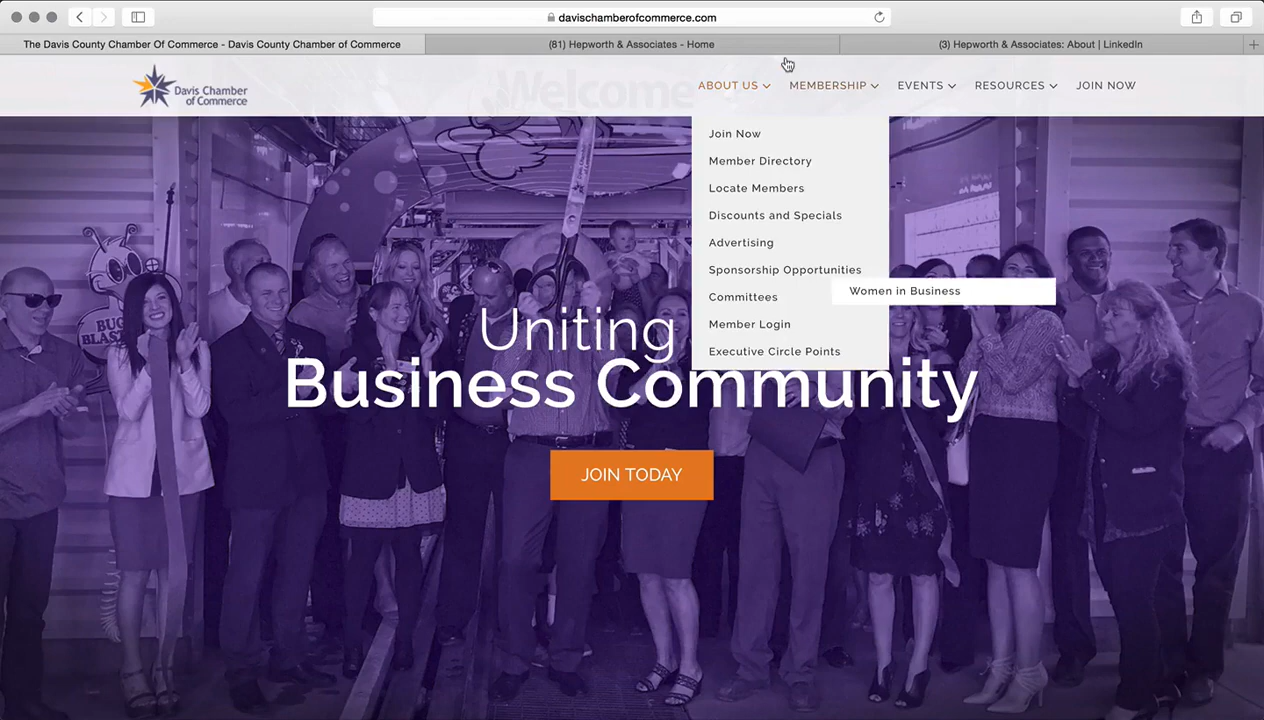 davischamberofcommerce.com
The Davis County Chamber Of Commerce - Davis County Chamber of Commerce
(81) Hepworth & Associates - Home
(3) Hepworth & Associates: About | LinkedIn
Welcome
Davis Chamber
of Commerce
ABOUT US
MEMBERSHIP
EVENTS
RESOURCES
JOIN NOW
Join Now
Member Directory
Locate Members
Discounts and Specials
Advertising
Sponsorship Opportunities
Committees
Women in Business
Member Login
Executive Circle Points
BUG
BLAST
Uniting
Business Community
JOIN TODAY